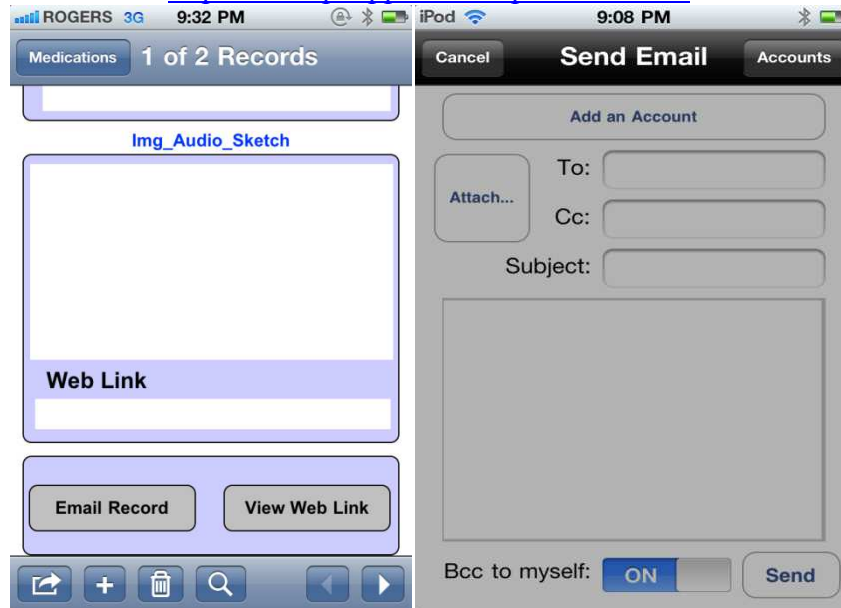 ROGERS 3G 9:32 PM
Medications 1 of 2 Records
Img_Audio_Sketch
Web Link
Email Record View Web Link
iPod 9:08 PM
Cancel Send Email Accounts
Add an Account
Attach...
To:
Cc:
Subject:
Bcc to myself: ON Send